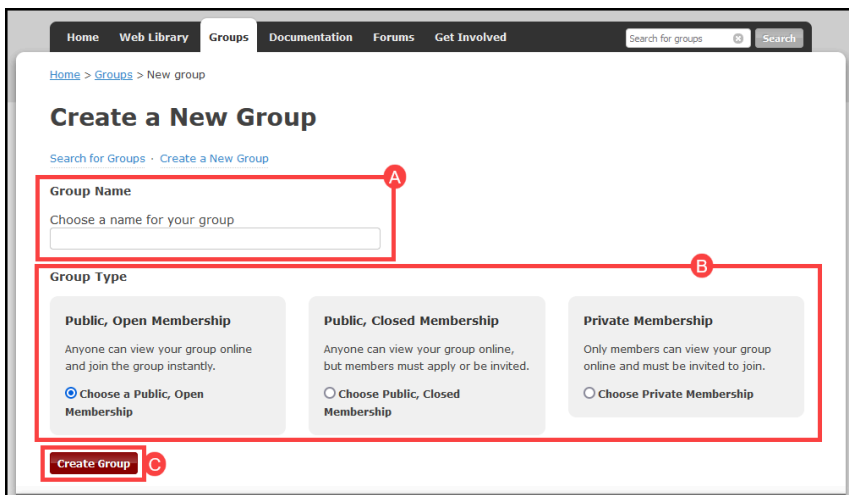 Home Web Library Groups Documentation Forums Get Involved Search for groups Search
Home > Groups > New group
Create a New Group
Search for Groups · Create a New Group
A
Group Name
Choose a name for your group
B
Group Type
Public, Open Membership
Anyone can view your group online
and join the group instantly.
Choose a Public, Open
Membership
Public, Closed Membership
Anyone can view your group online,
but members must apply or be invited.
Choose Public, Closed
Membership
Private Membership
Only members can view your group
online and must be invited to join.
Choose Private Membership
Create Group C